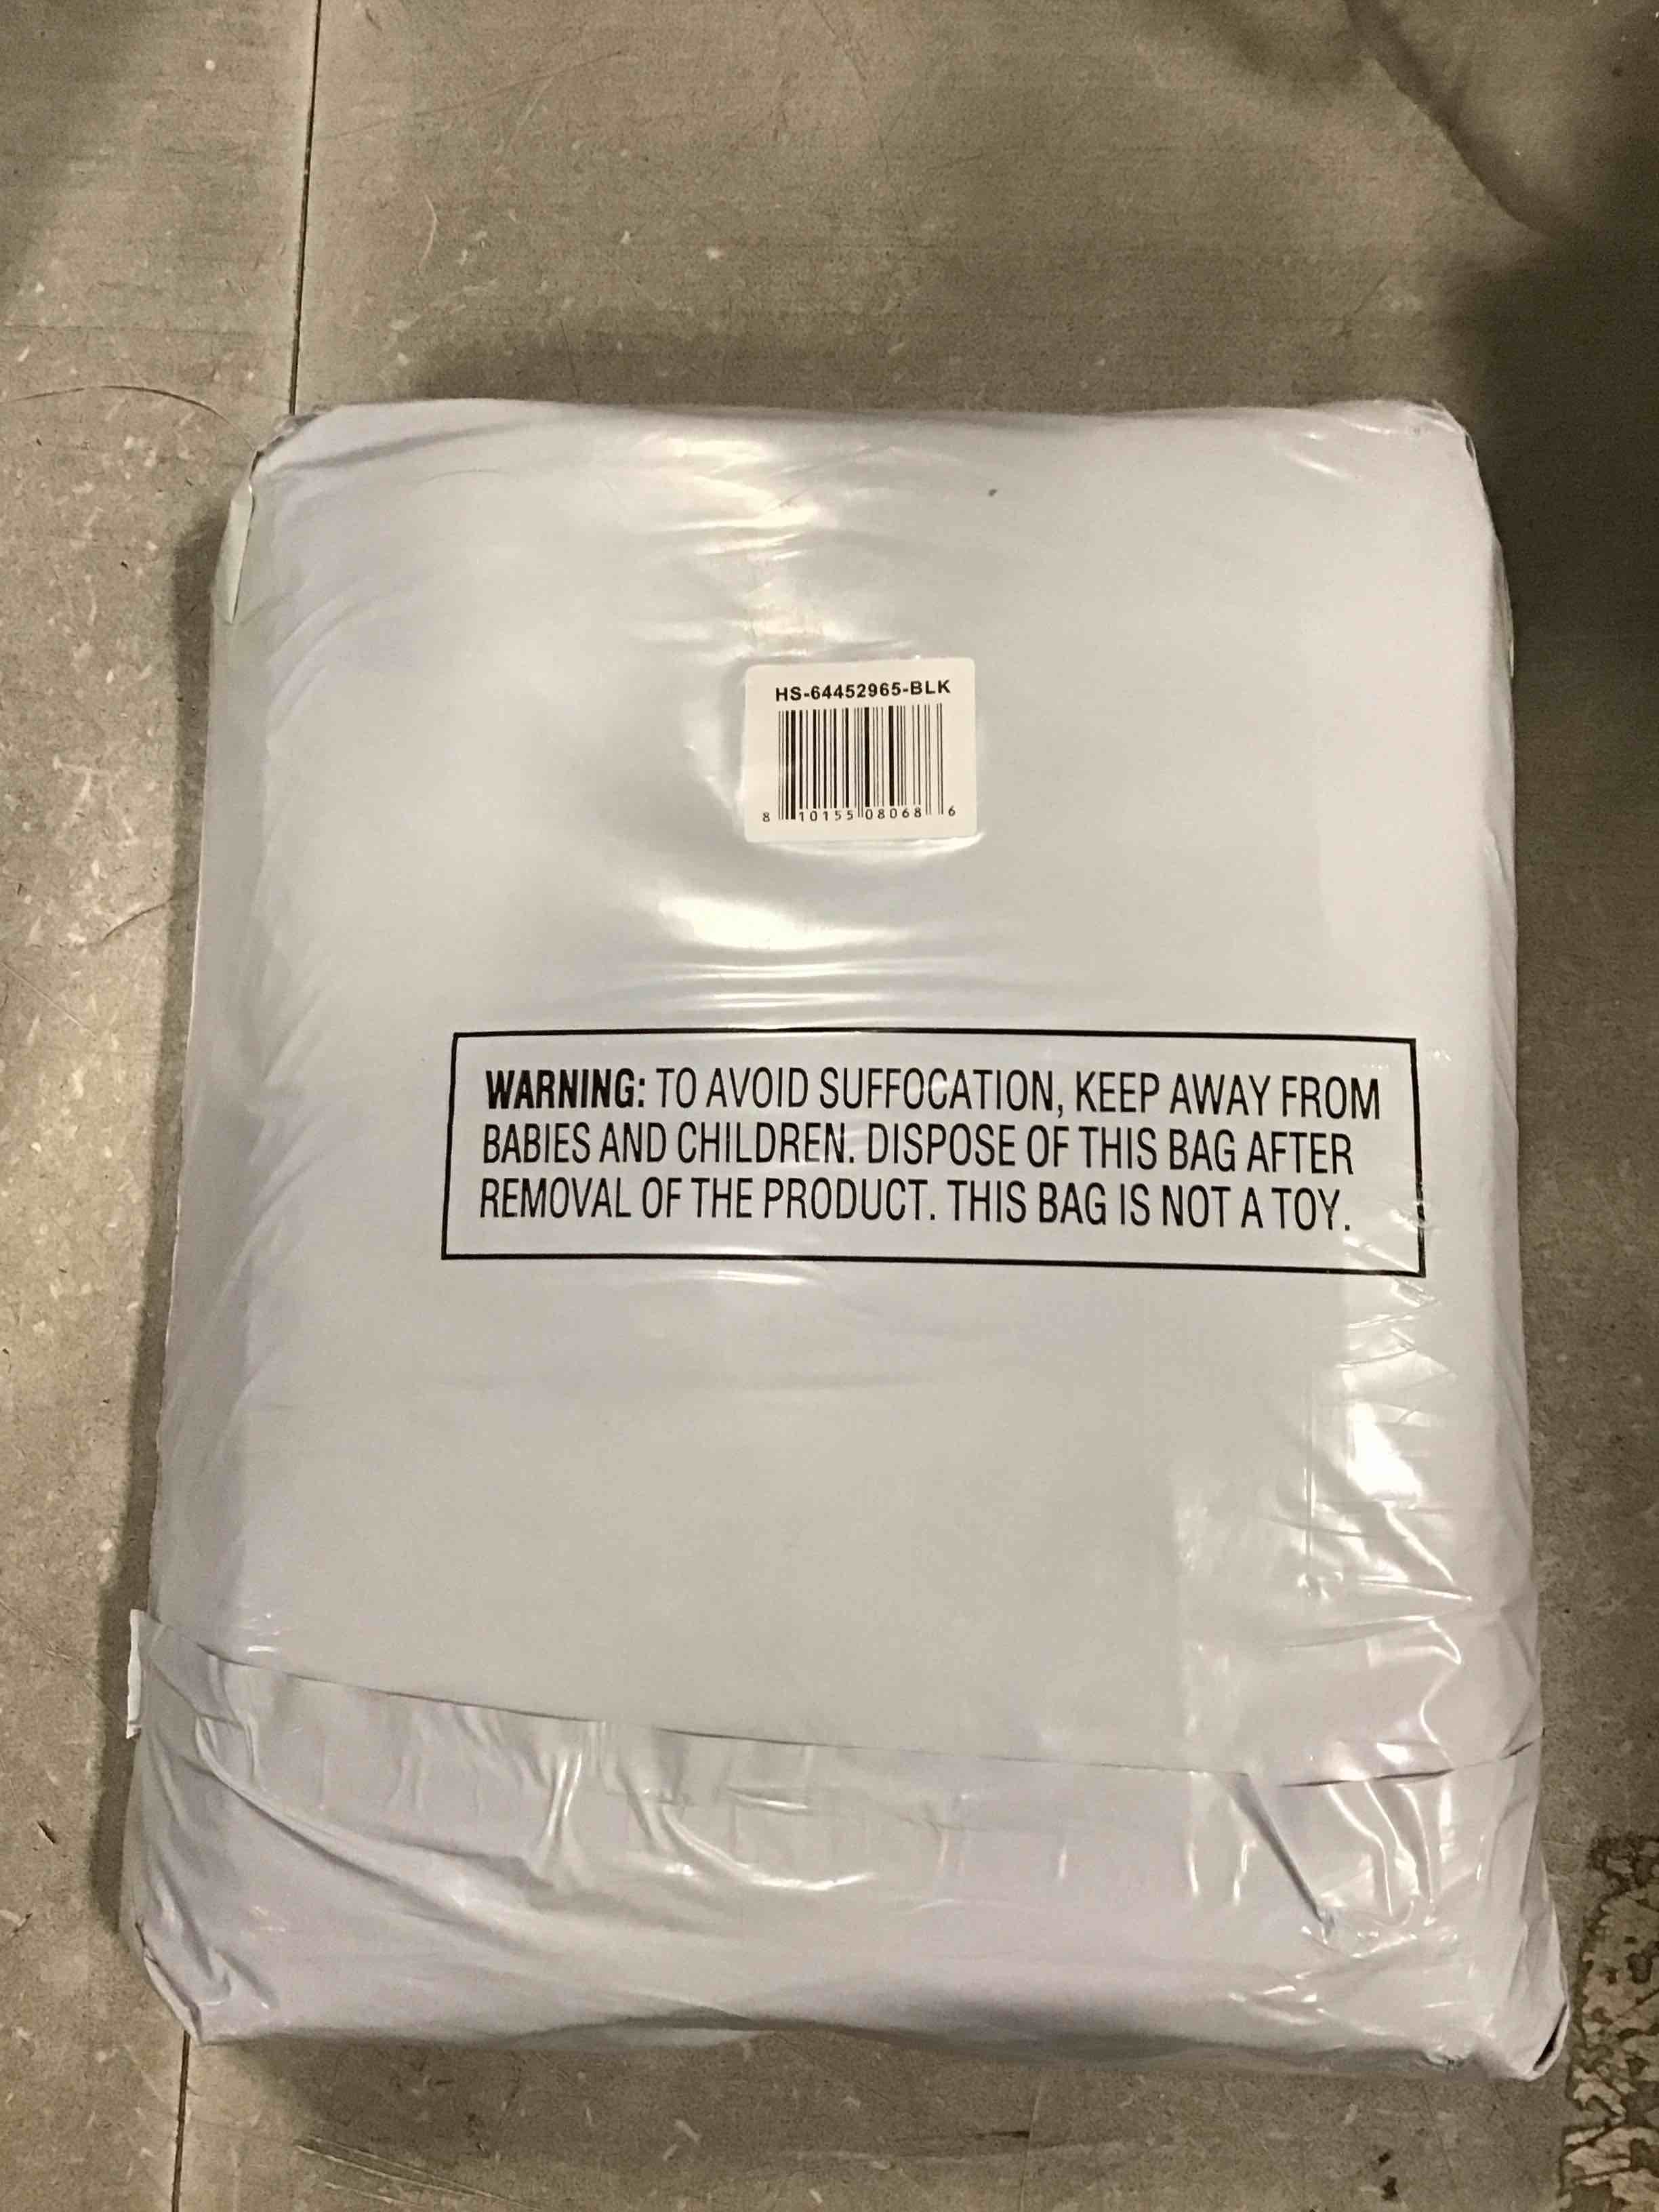 HS-64452965-BLK
8 10155 08068 6
WARNING: TO AVOID SUFFOCATION, KEEP AWAY FROM
BABIES AND CHILDREN. DISPOSE OF THIS BAG AFTER
REMOVAL OF THE PRODUCT. THIS BAG IS NOT A TOY.